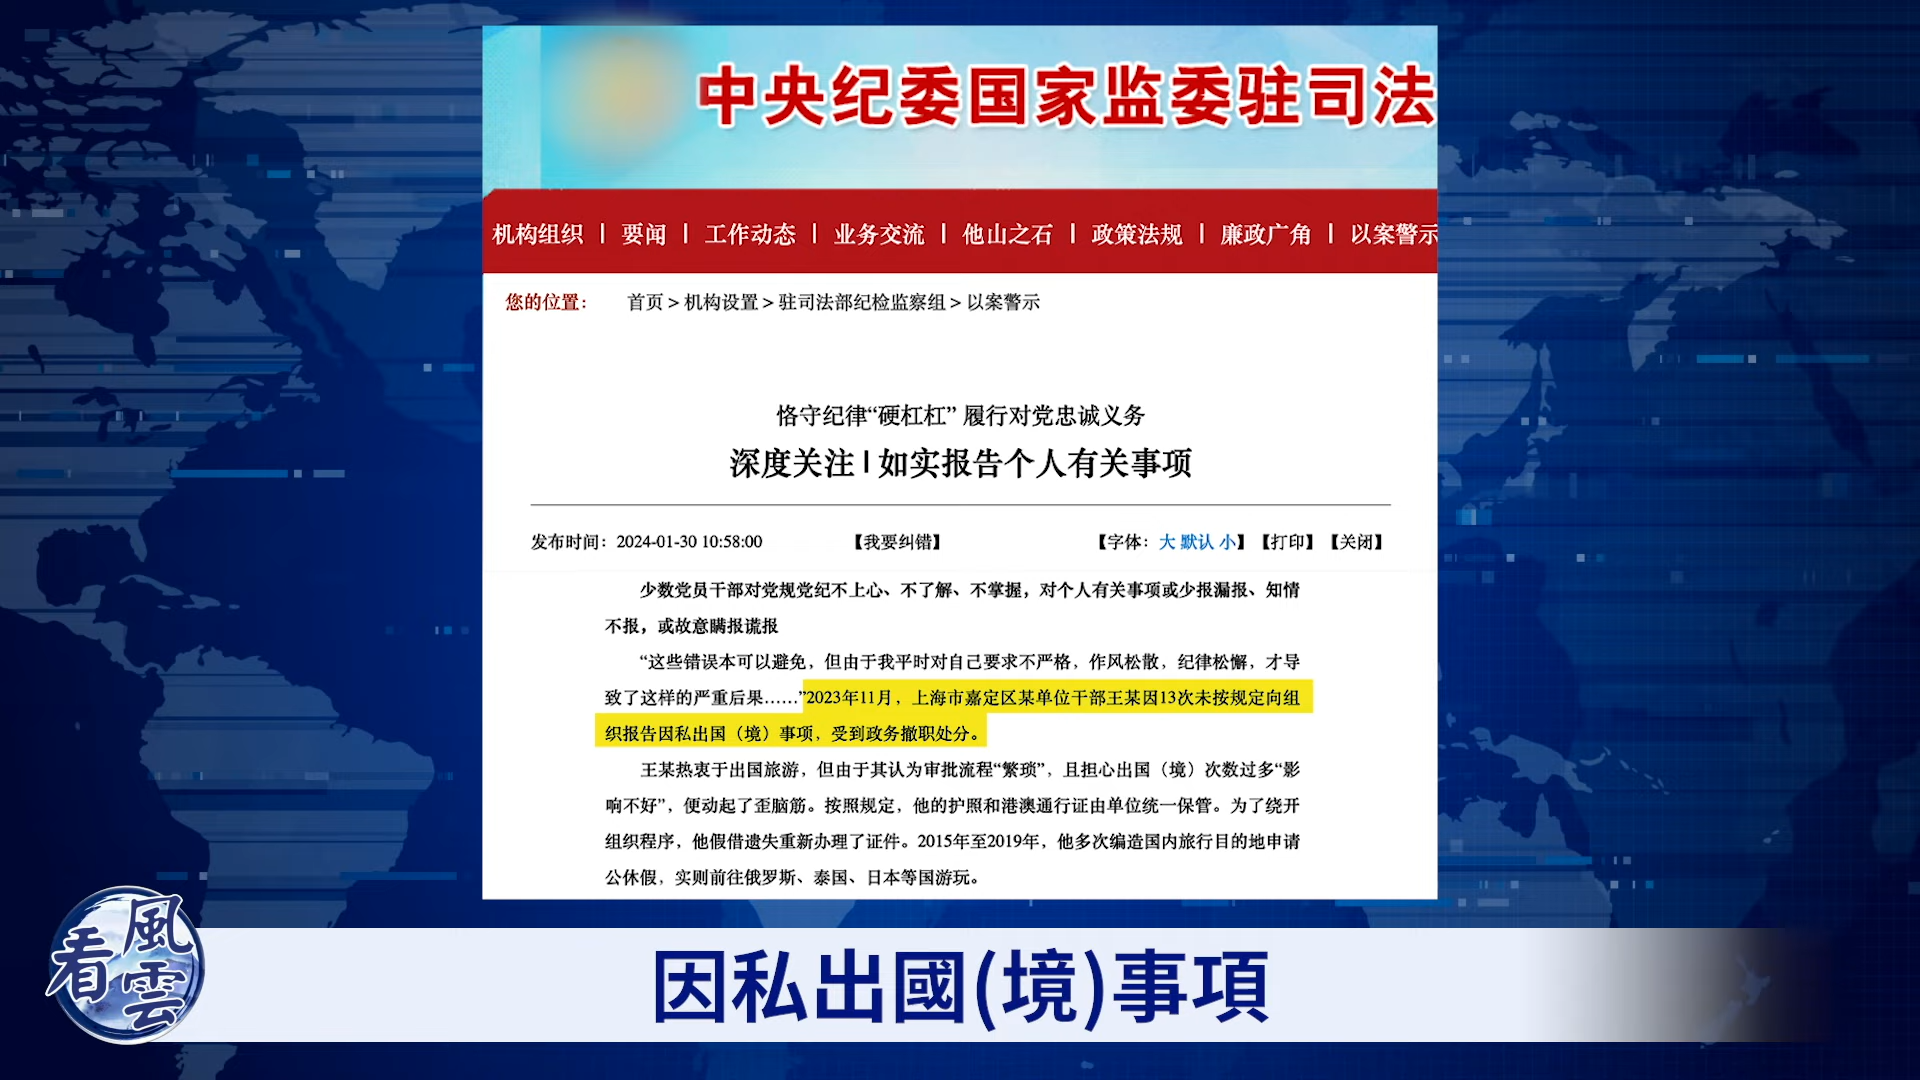 中央纪委国家监委驻司法
机构组织 | 要闻 | 工作动态 | 业务交流 | 他山之石 | 政策法规 | 廉政广角 | 以案警示
您的位置： 首页 > 机构设置 > 驻司法部纪检监察组 > 以案警示
恪守纪律“硬杠杠” 履行对党忠诚义务
深度关注 | 如实报告个人有关事项
发布时间：2024-01-30 10:58:00 【我要纠错】 【字体：大 默认 小】【打印】【关闭】
少数党员干部对党规党纪不上心、不了解、不掌握，对个人有关事项或少报漏报、知情
不报，或故意瞒报谎报
“这些错误本可以避免，但由于我平时对自己要求不严格，作风松散，纪律松懈，才导
致了这样的严重后果……”2023年11月，上海市嘉定区某单位干部王某因13次未按规定向组
织报告因私出国（境）事项，受到政务撤职处分。
王某热衷于出国旅游，但由于其认为审批流程“繁琐”，且担心出国（境）次数过多“影
响不好”，便动起了歪脑筋。按照规定，他的护照和港澳通行证由单位统一保管。为了绕开
组织程序，他假借遗失重新办理了证件。2015年至2019年，他多次编造国内旅行目的地申请
公休假，实则前往俄罗斯、泰国、日本等国游玩。
看風雲
因私出國(境)事項